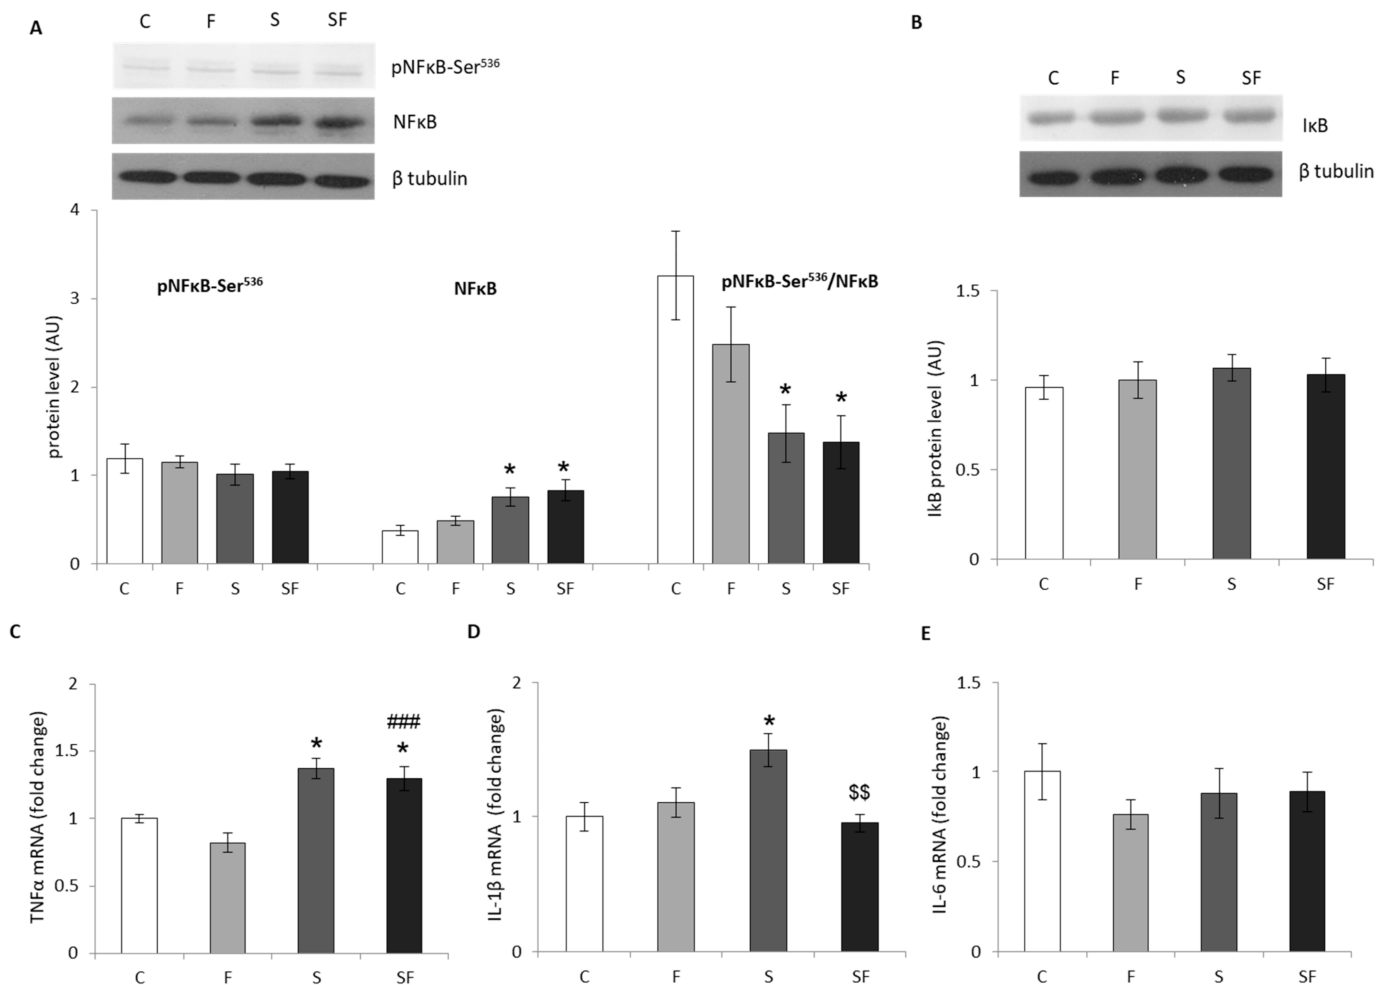 A
C F S SF
pNFκB-Ser⁵³⁶
NFκB
β tubulin
protein level (AU)
4
3
2
1
0
pNFκB-Ser⁵³⁶
NFκB
pNFκB-Ser⁵³⁶/NFκB
* * * *
C F S SF C F S SF C F S SF
B
C F S SF
IκB
β tubulin
IkB protein level (AU)
1.5
1
0.5
0
C F S SF
C
TNFα mRNA (fold change)
2
1.5
1
0.5
0
###
* *
C F S SF
D
IL-1β mRNA (fold change)
2
1
0
*
$$
C F S SF
E
IL-6 mRNA (fold change)
1.5
1
0.5
0
C F S SF